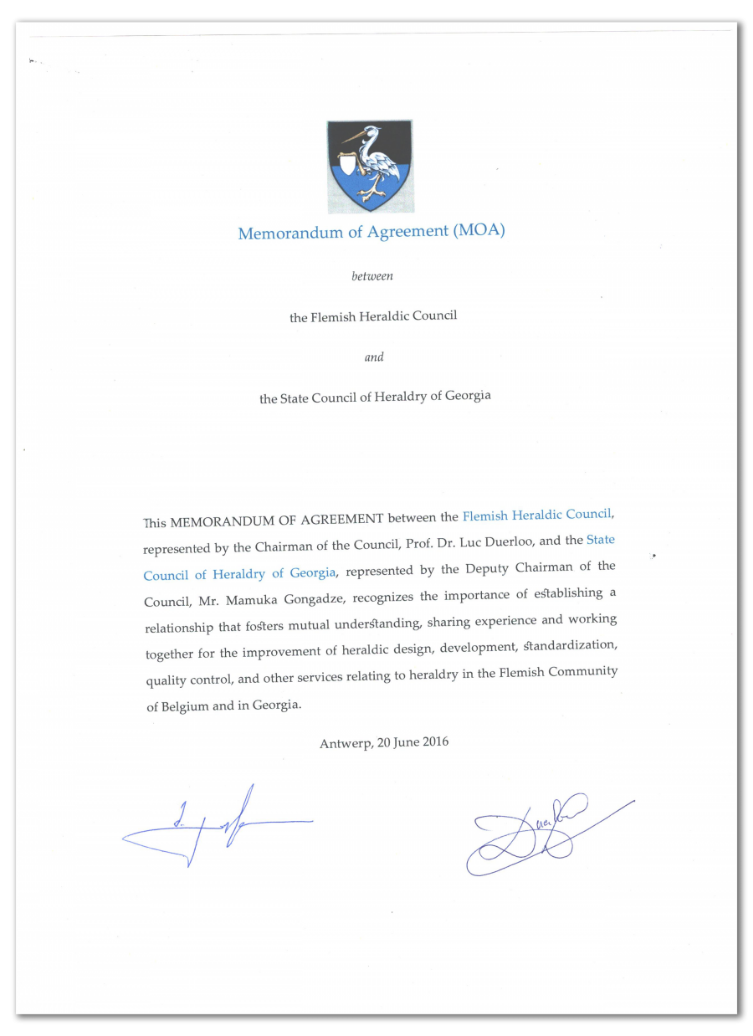 Memorandum of Agreement (MOA)
between
the Flemish Heraldic Council
and
the State Council of Heraldry of Georgia
This MEMORANDUM OF AGREEMENT between the Flemish Heraldic Council,
represented by the Chairman of the Council, Prof. Dr. Luc Duerloo, and the State
Council of Heraldry of Georgia, represented by the Deputy Chairman of the
Council, Mr. Mamuka Gongadze, recognizes the importance of establishing a
relationship that fosters mutual understanding, sharing experience and working
together for the improvement of heraldic design, development, standardization,
quality control, and other services relating to heraldry in the Flemish Community
of Belgium and in Georgia.
Antwerp, 20 June 2016